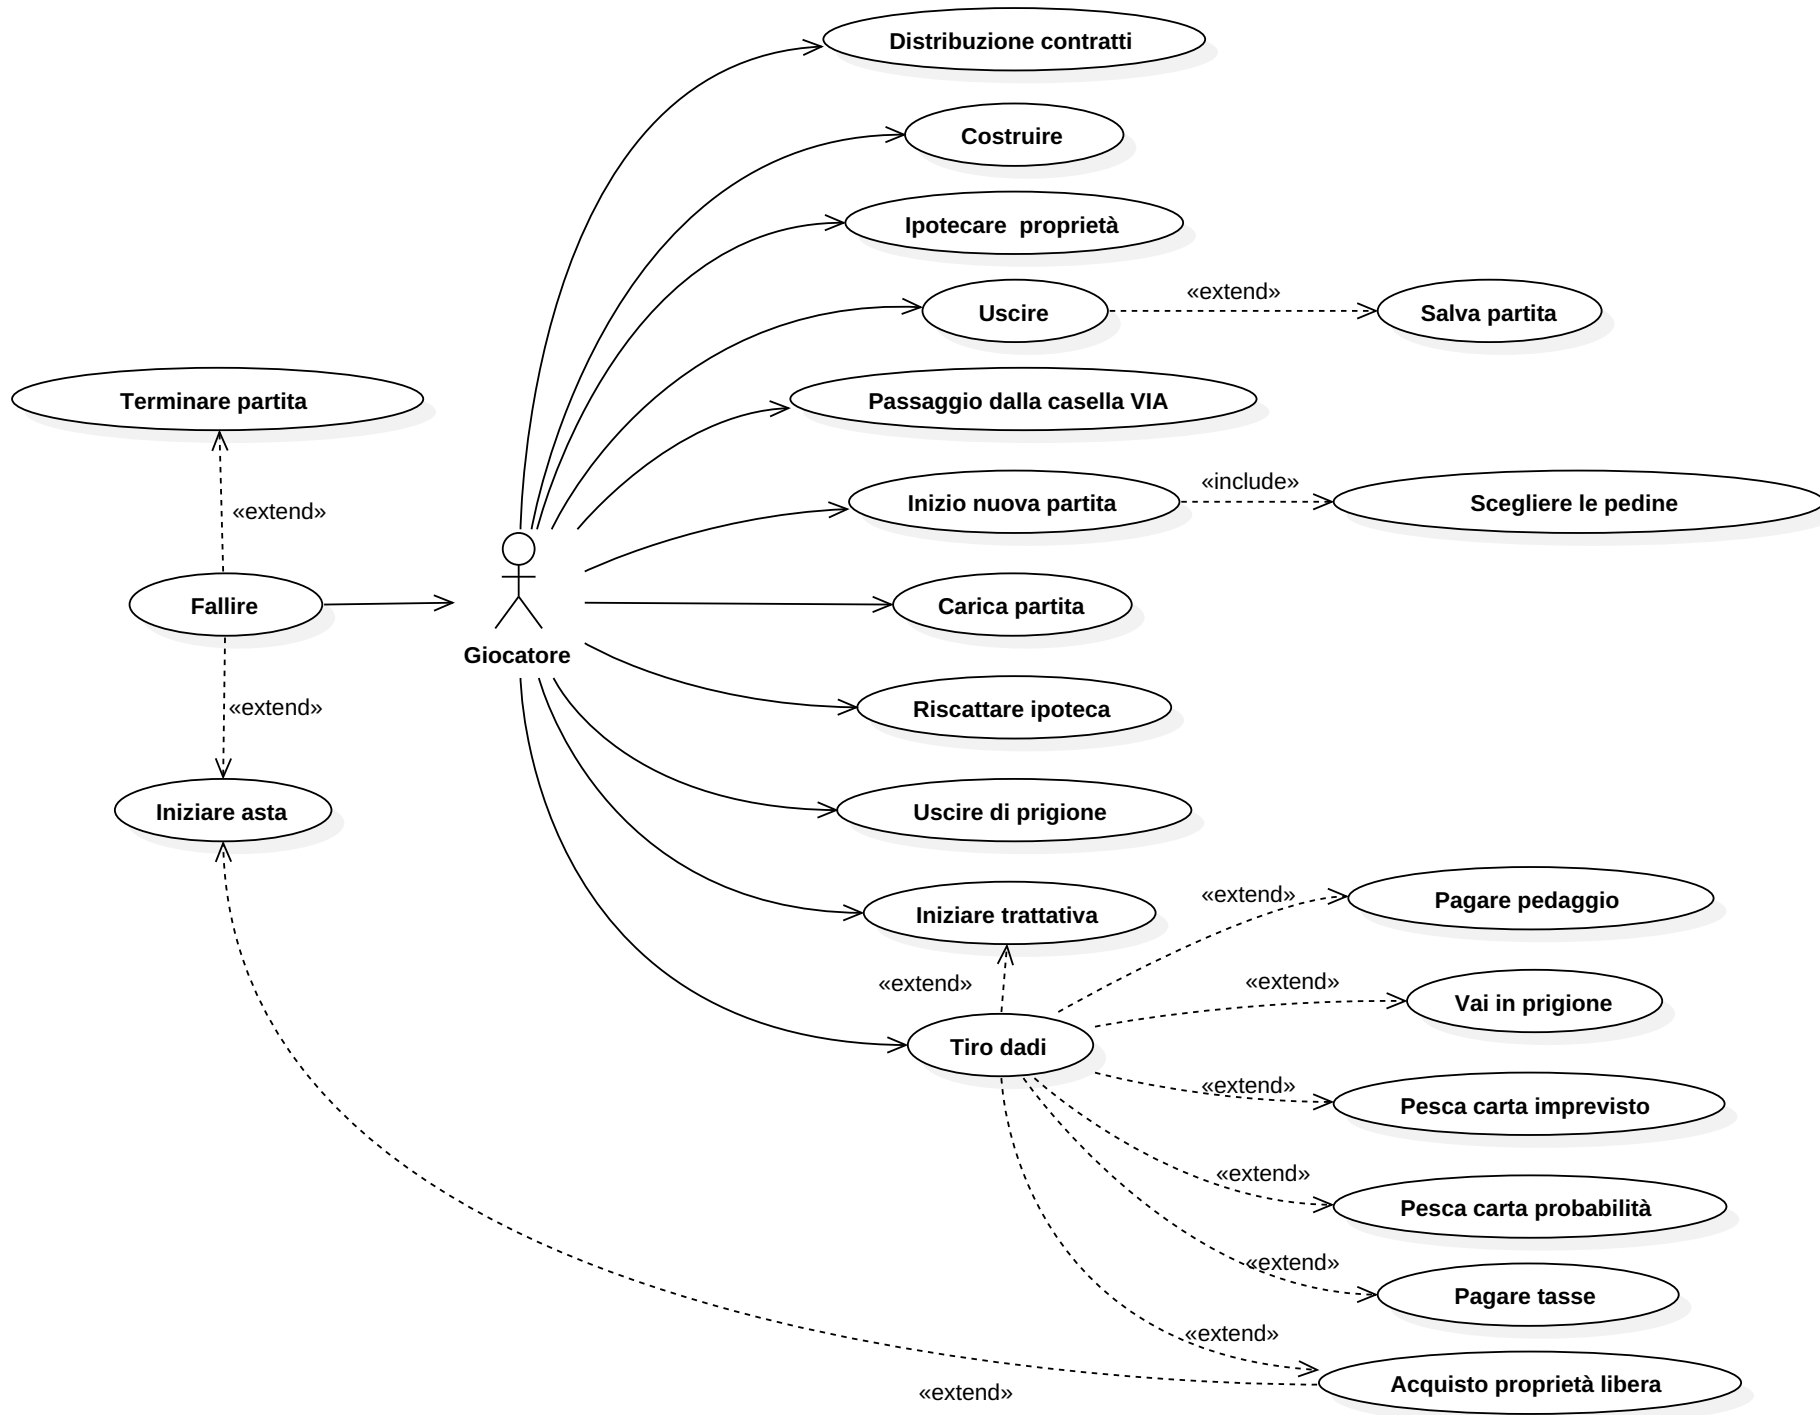 Distribuzione contratti
Costruire
Ipotecare  proprietà
Uscire
«extend»
Salva partita
Terminare partita
Passaggio dalla casella VIA
«extend»
Inizio nuova partita
«include»
Scegliere le pedine
Fallire
Giocatore
Carica partita
«extend»
Riscattare ipoteca
Iniziare asta
Uscire di prigione
Iniziare trattativa
«extend»
Pagare pedaggio
«extend»
«extend»
Vai in prigione
Tiro dadi
«extend»
Pesca carta imprevisto
«extend»
Pesca carta probabilità
«extend»
Pagare tasse
«extend»
Acquisto proprietà libera
«extend»